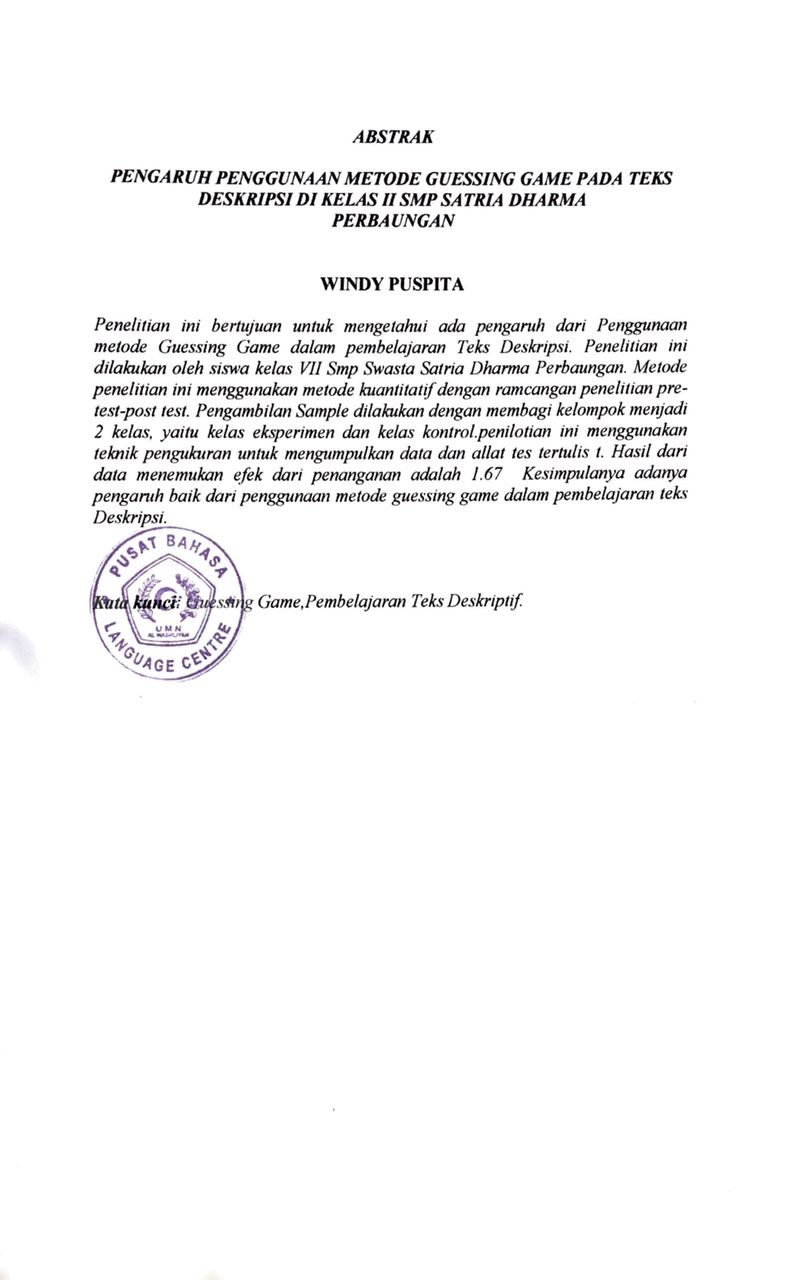 ABSTRAK
PENGARUH PENGGUNAAN METODE GUESSING GAME PADA TEKS
DESKRIPSI DI KELAS II SMP SATRIA DHARMA
PERBAUNGAN
WINDY PUSPITA
Penelitian ini bertujuan untuk mengetahui ada pengaruh dari Penggunaan
metode Guessing Game dalam pembelajaran Teks Deskripsi. Penelitian ini
dilakukan oleh siswa kelas VII Smp Swasta Satria Dharma Perbaungan. Metode
penelitian ini menggunakan metode kuantitatif dengan ramcangan penelitian pre-
test-post test. Pengambilan Sample dilakukan dengan membagi kelompok menjadi
2 kelas, yaitu kelas eksperimen dan kelas kontrol.penilotian ini menggunakan
teknik pengukuran untuk mengumpulkan data dan allat tes tertulis t. Hasil dari
data menemukan efek dari penanganan adalah 1.67 Kesimpulanya adanya
pengaruh baik dari penggunaan metode guessing game dalam pembelajaran teks
Deskripsi.
PUSAT BAHASA
Kata kunci: Guessing Game,Pembelajaran Teks Deskriptif.
UMN
AL WASHLIYAH
LANGUAGE CENTRE